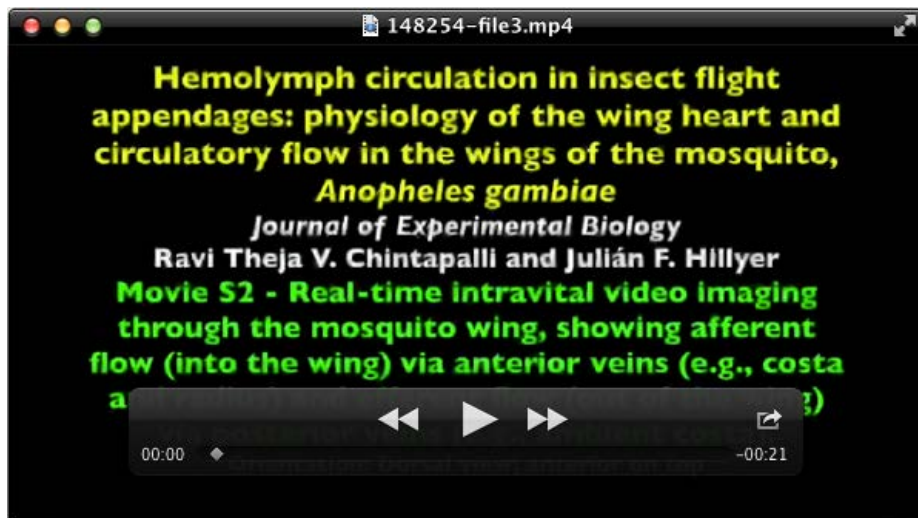 148254-file3.mp4
Hemolymph circulation in insect flight
appendages: physiology of the wing heart and
circulatory flow in the wings of the mosquito,
Anopheles gambiae
Journal of Experimental Biology
Ravi Theja V. Chintapalli and Julián F. Hillyer
Movie S2 - Real-time intravital video imaging
through the mosquito wing, showing afferent
flow (into the wing) via anterior veins (e.g., costa
00:00
-00:21